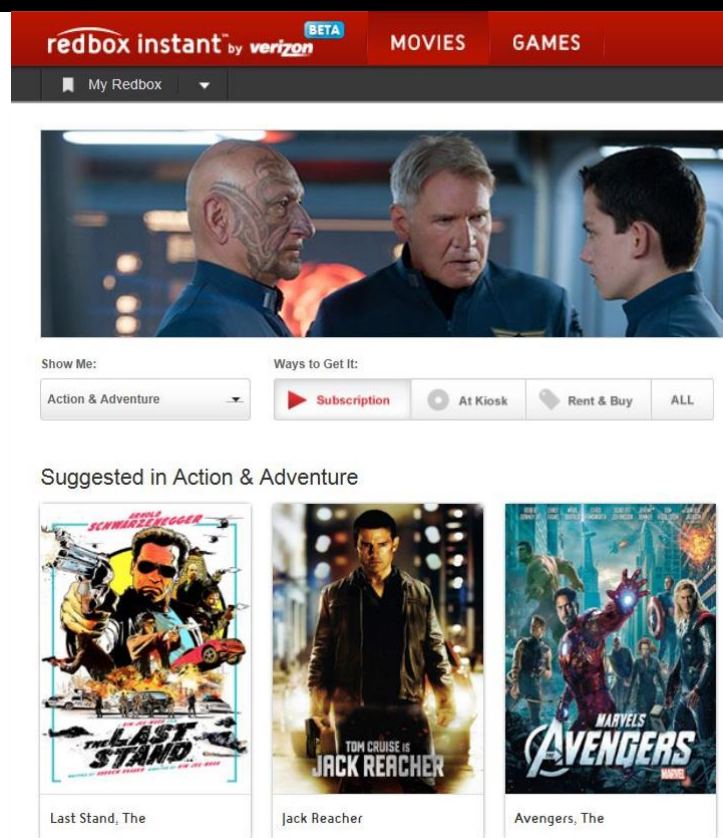 redbox instant™ by verizon BETA
MOVIES
GAMES
My Redbox
Show Me:
Action & Adventure
Ways to Get It:
Subscription
At Kiosk
Rent & Buy
ALL
Suggested in Action & Adventure
ARNOLD
SCHWARZENEGGER
THE LAST
STAND
TOM CRUISE IS
JACK REACHER
MARVEL'S
AVENGERS
MARVEL
Last Stand, The
Jack Reacher
Avengers, The